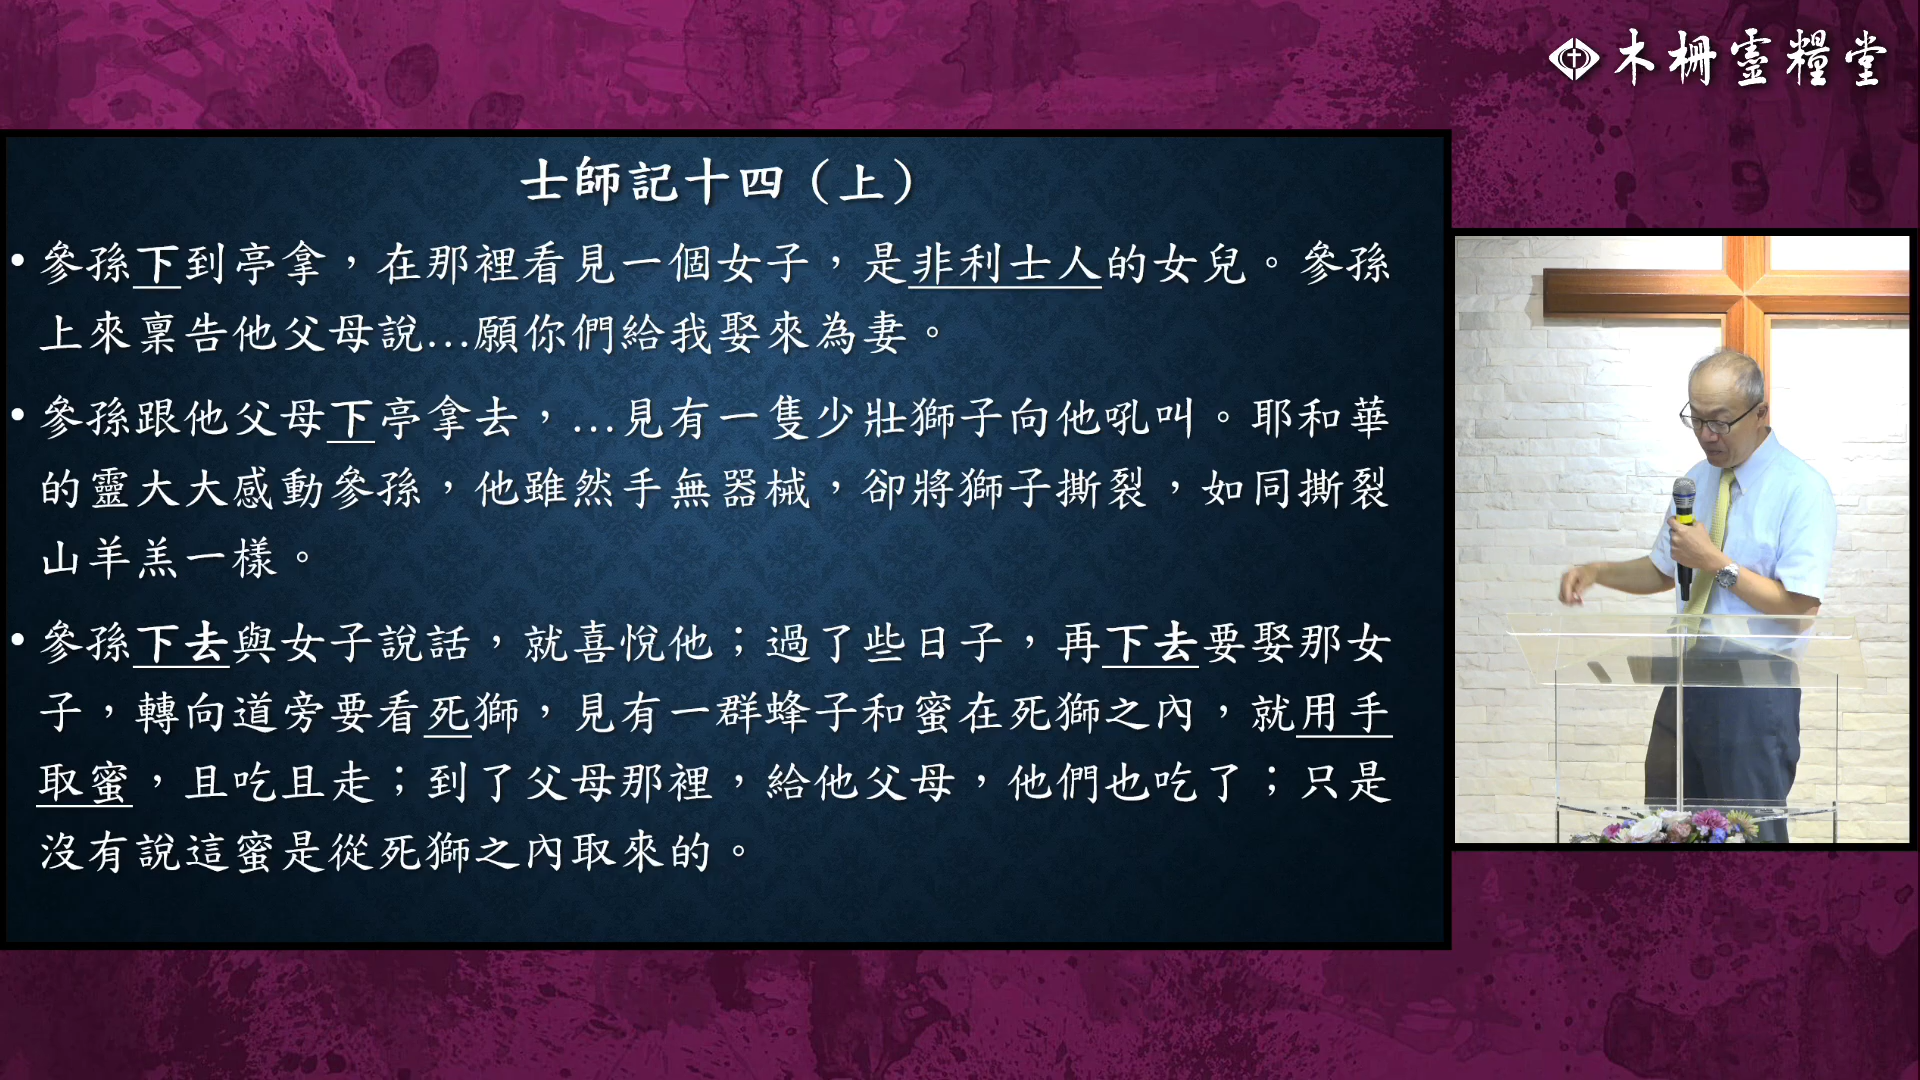 木柵靈糧堂
士師記十四（上）
•參孫下到亭拿，在那裡看見一個女子，是非利士人的女兒。參孫
上來稟告他父母說…願你們給我娶來為妻。
•參孫跟他父母下亭拿去，…見有一隻少壯獅子向他吼叫。耶和華
的靈大大感動參孫，他雖然手無器械，卻將獅子撕裂，如同撕裂
山羊羔一樣。
•參孫下去與女子說話，就喜悅他；過了些日子，再下去要娶那女
子，轉向道旁要看死獅，見有一群蜂子和蜜在死獅之內，就用手
取蜜，且吃且走；到了父母那裡，給他父母，他們也吃了；只是
沒有說這蜜是從死獅之內取來的。